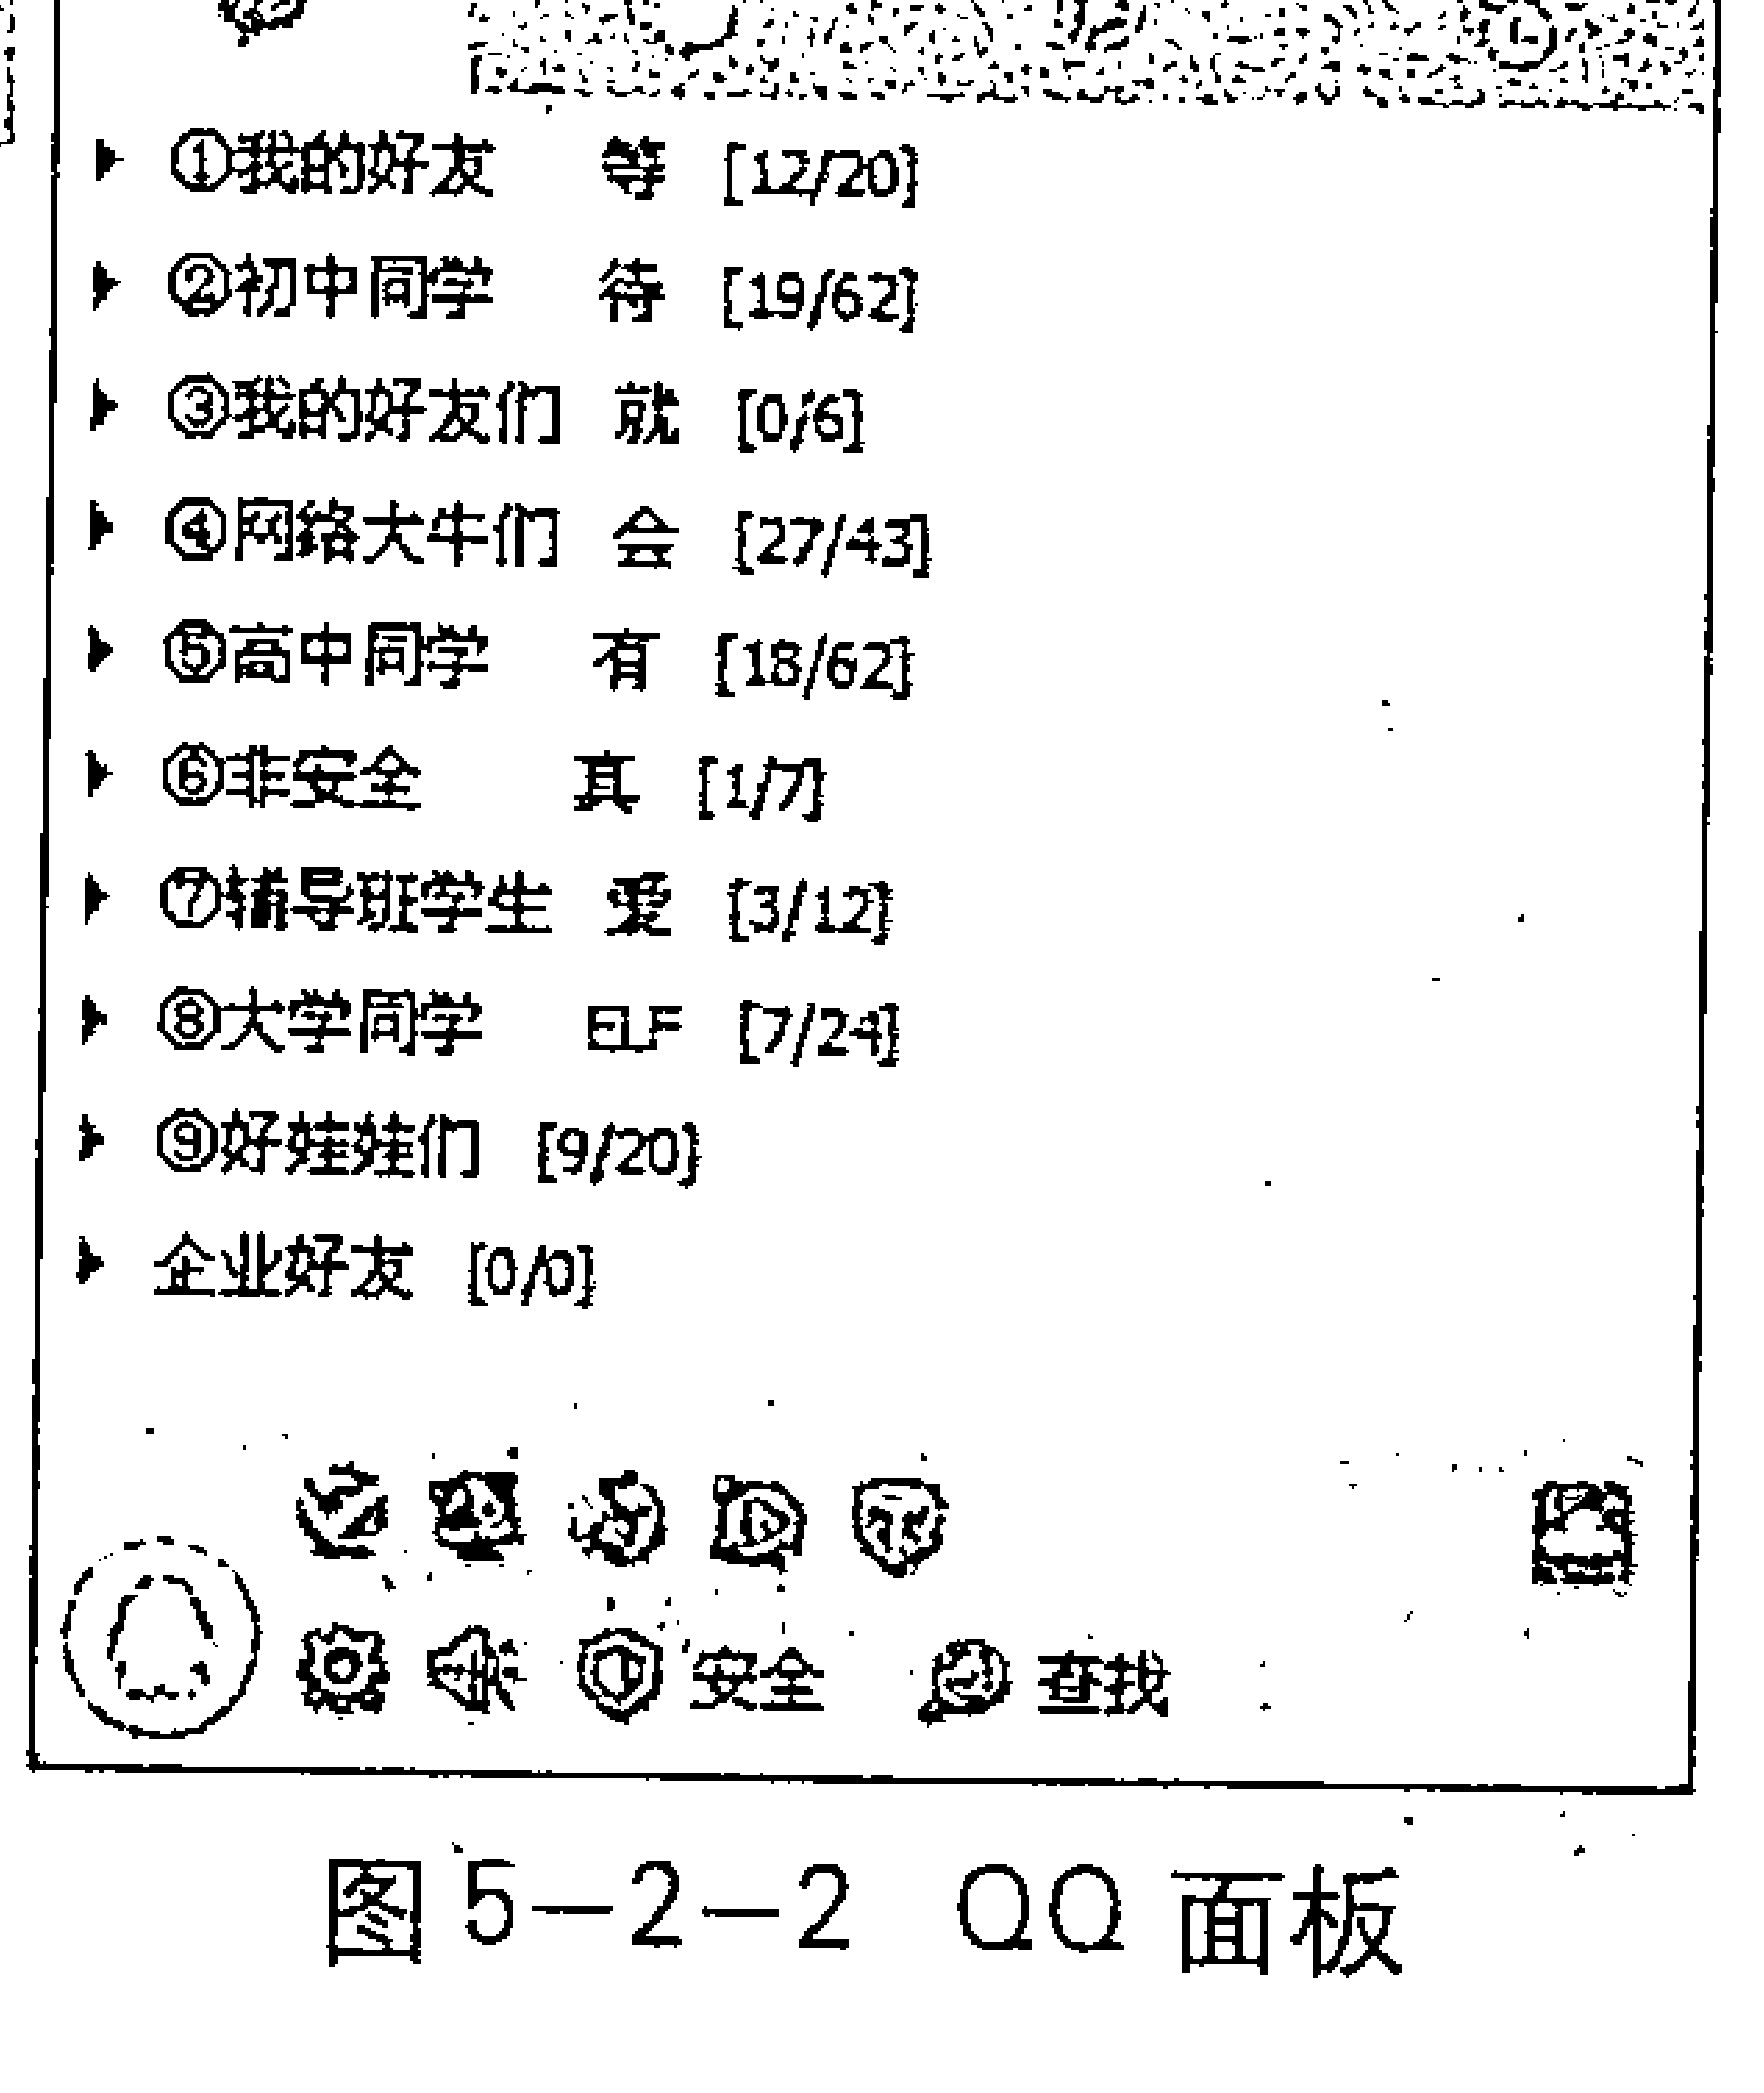 ①我的好友 等 [12/20]
②初中同学 待 [19/62]
③我的好友们 就 [0/6]
④网络大牛们 会 [27/43]
⑤高中同学 有 [18/62]
⑥非安全 真 [1/7]
⑦辅导班学生 爱 [3/12]
⑧大学同学 ELF [7/24]
⑨好娃娃们 [9/20]
企业好友 [0/0]
安全 查找
图 5-2-2 QQ 面板